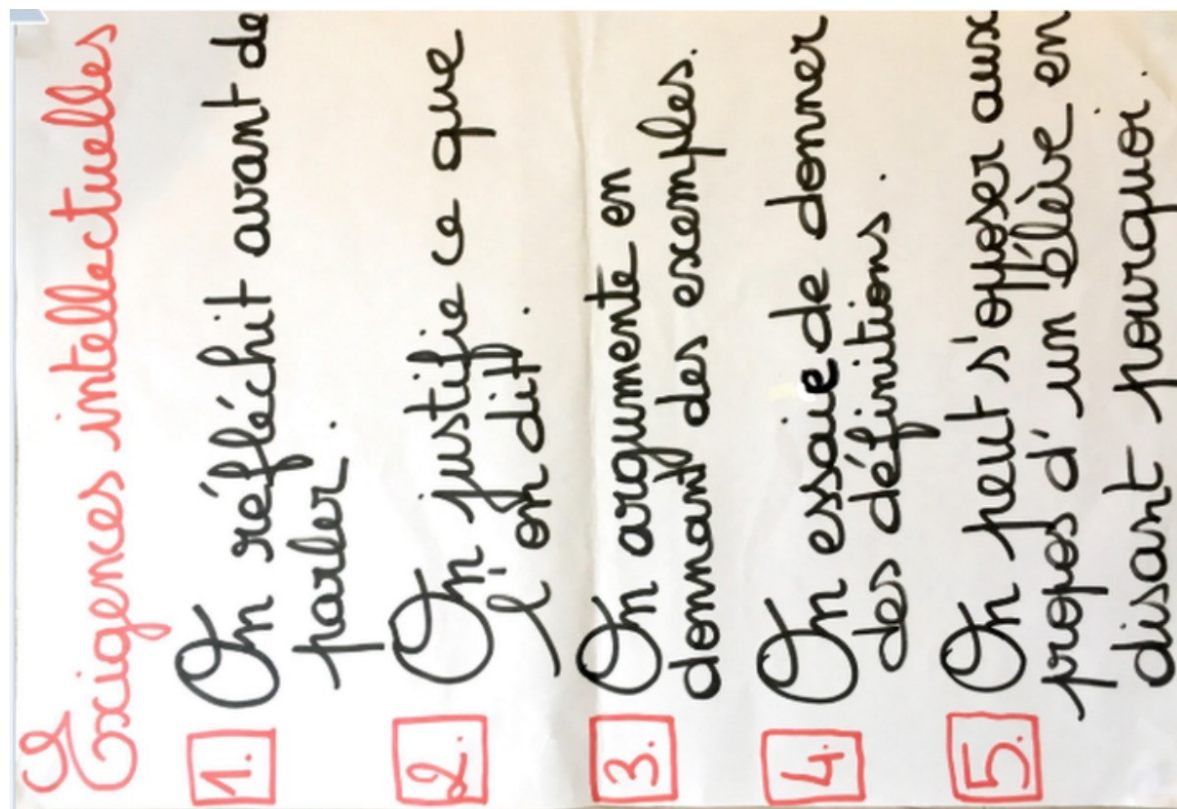 Exigences intellectuelles
1. On réfléchit avant de
parler.
2. On justifie ce que
l'on dit.
3. On argumente en
donnant des exemples.
4. On essaie de donner
des définitions.
5. On peut s'opposer aux
propos d'un élève en
disant pourquoi.